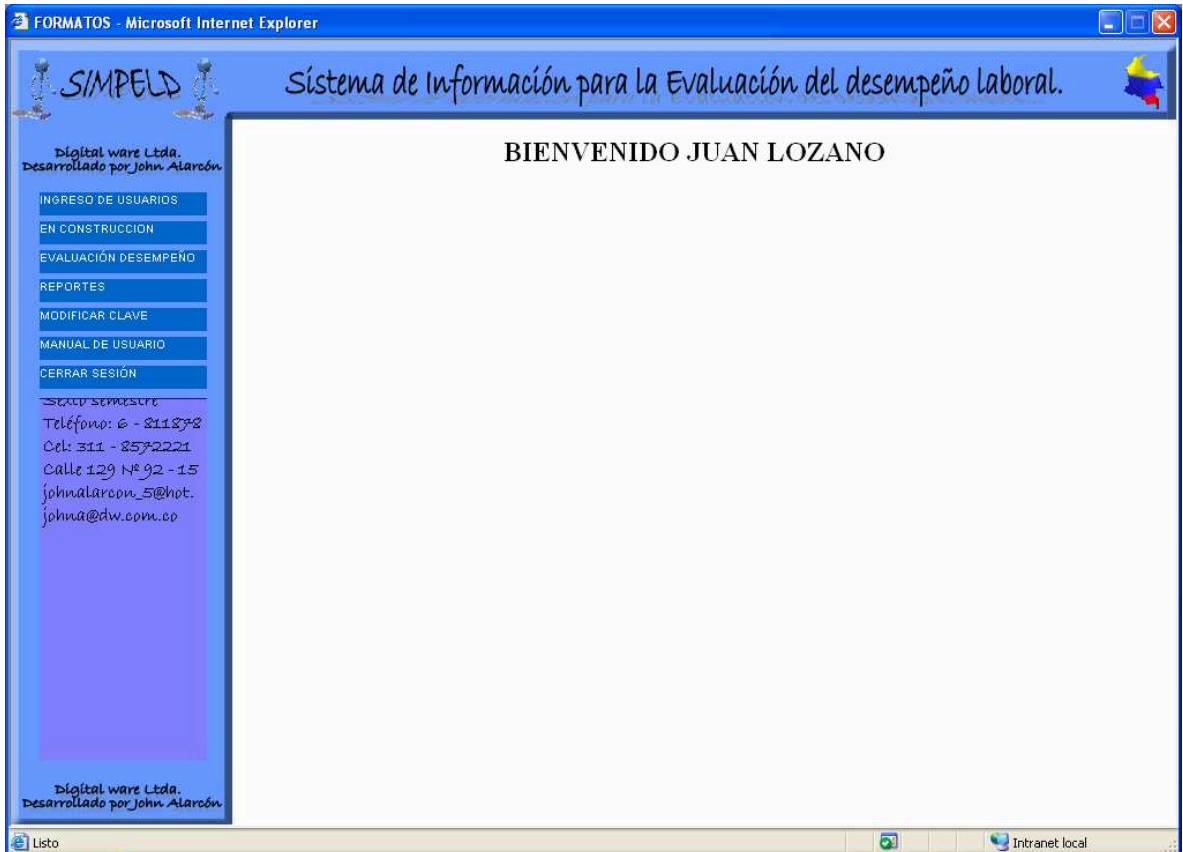 FORMATOS - Microsoft Internet Explorer
SIMPELD
Sistema de Información para la Evaluación del desempeño laboral.
Digital ware Ltda.
Desarrollado por John Alarcón
BIENVENIDO JUAN LOZANO
INGRESO DE USUARIOS
EN CONSTRUCCION
EVALUACIÓN DESEMPEÑO
REPORTES
MODIFICAR CLAVE
MANUAL DE USUARIO
CERRAR SESIÓN
Sexto semestre
Teléfono: 6 - 811878
Cel: 311 - 8572221
Calle 129 Nº 92 - 15
johnalarcon_5@hot.
johna@dw.com.co
Digital ware Ltda.
Desarrollado por John Alarcón
Listo
Intranet local